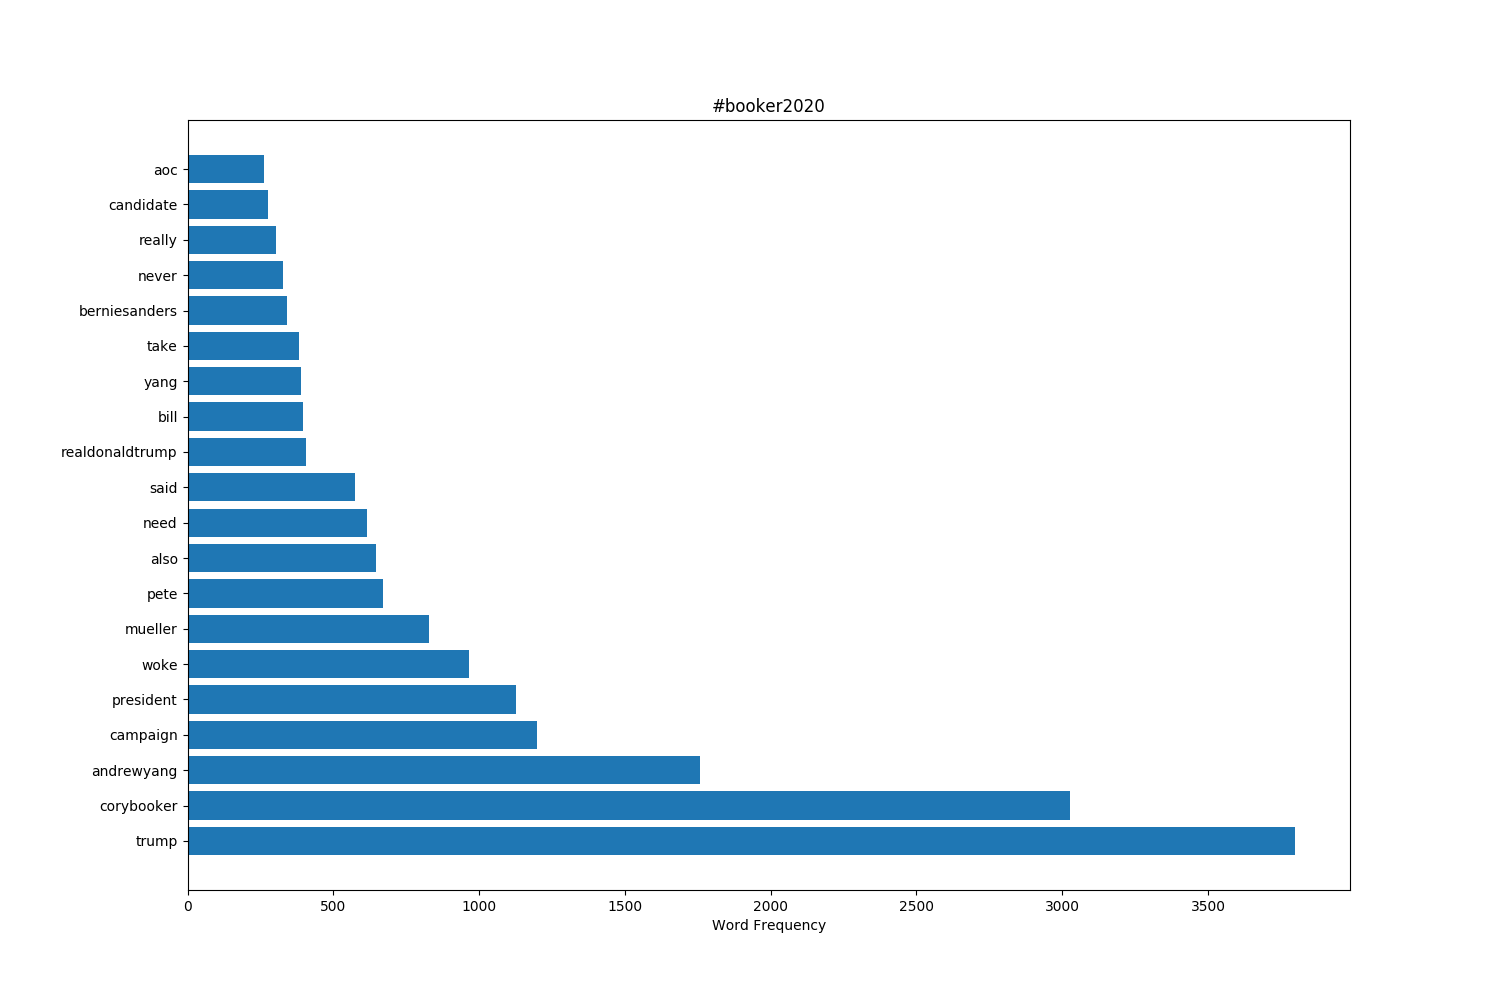 #booker2020
aoc
candidate
really
never
berniesanders
take
yang
bill
realdonaldtrump
said
need
also
pete
mueller
woke
president
campaign
andrewyang
corybooker
trump
0 500 1000 1500 2000 2500 3000 3500
Word Frequency